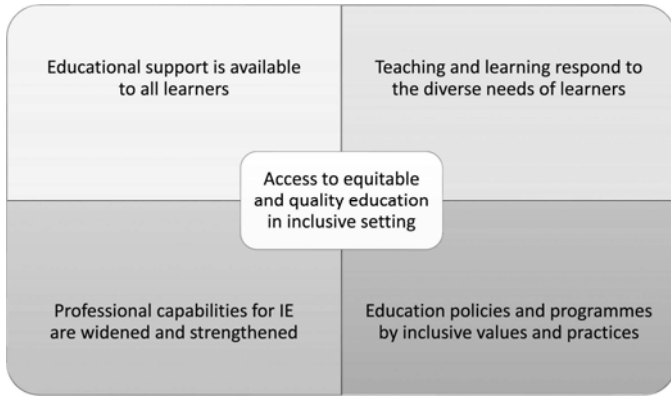 Educational support is available
to all learners
Teaching and learning respond to
the diverse needs of learners
Access to equitable
and quality education
in inclusive setting
Professional capabilities for IE
are widened and strengthened
Education policies and programmes
by inclusive values and practices